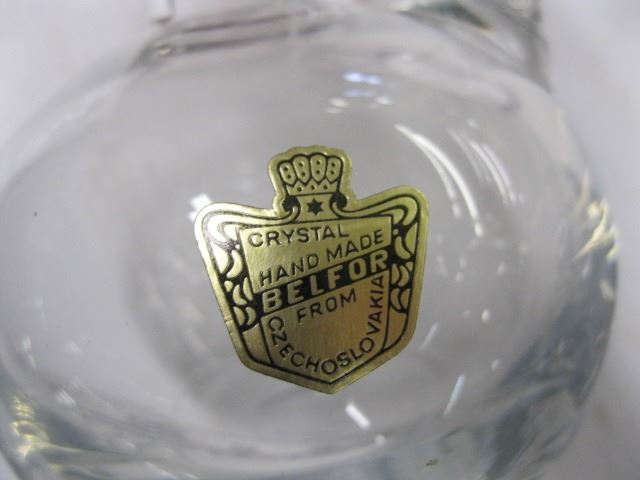 CRYSTAL
HAND MADE
BELFOR
FROM
CZECHOSLOVAKIA